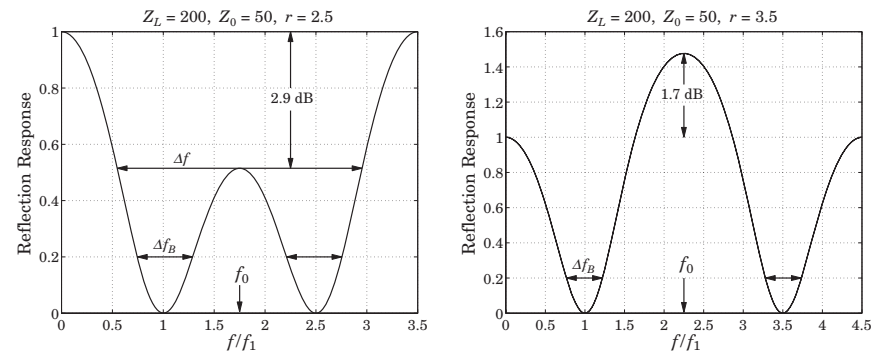 Z_L = 200, Z_0 = 50, r = 2.5
Reflection Response
1
0.8
0.6
0.4
0.2
0
2.9 dB
Δf
Δf_B
f_0
0 0.5 1 1.5 2 2.5 3 3.5
f/f_1
Z_L = 200, Z_0 = 50, r = 3.5
Reflection Response
1.6
1.4
1.2
1
0.8
0.6
0.4
0.2
0
1.7 dB
Δf_B
f_0
0 0.5 1 1.5 2 2.5 3 3.5 4 4.5
f/f_1